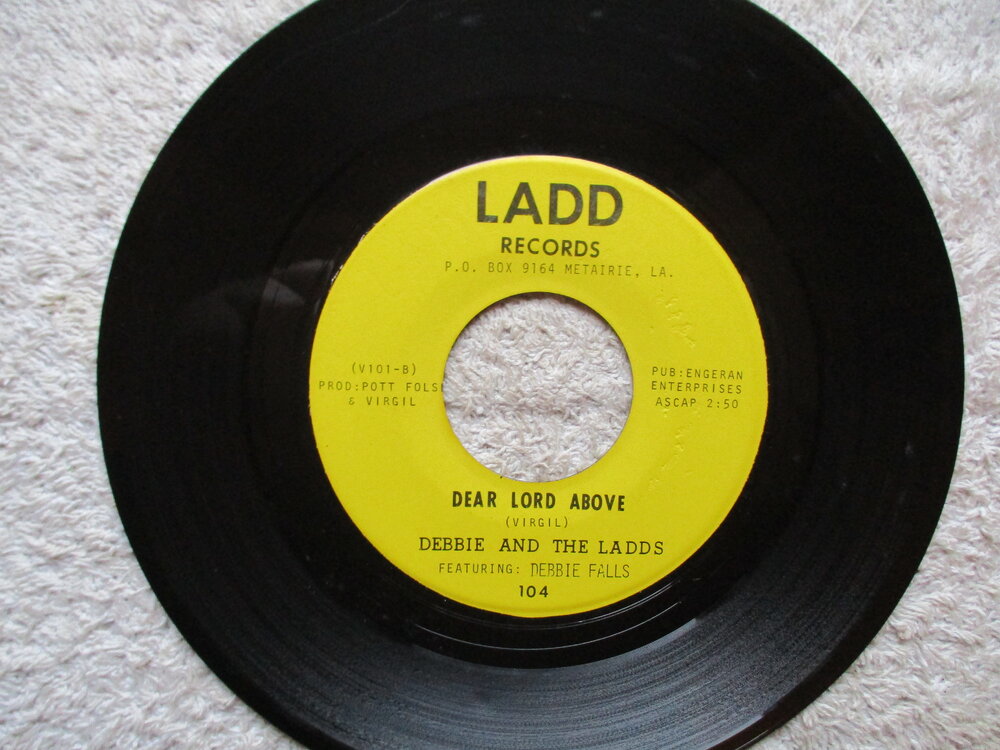 LADD
RECORDS
P.O. BOX 9164 METAIRIE, LA.
(V101-B)
PROD:POTT FOLS
& VIRGIL
PUB:ENGERAN
ENTERPRISES
ASCAP 2:50
DEAR LORD ABOVE
(VIRGIL)
DEBBIE AND THE LADDS
FEATURING: DEBBIE FALLS
104